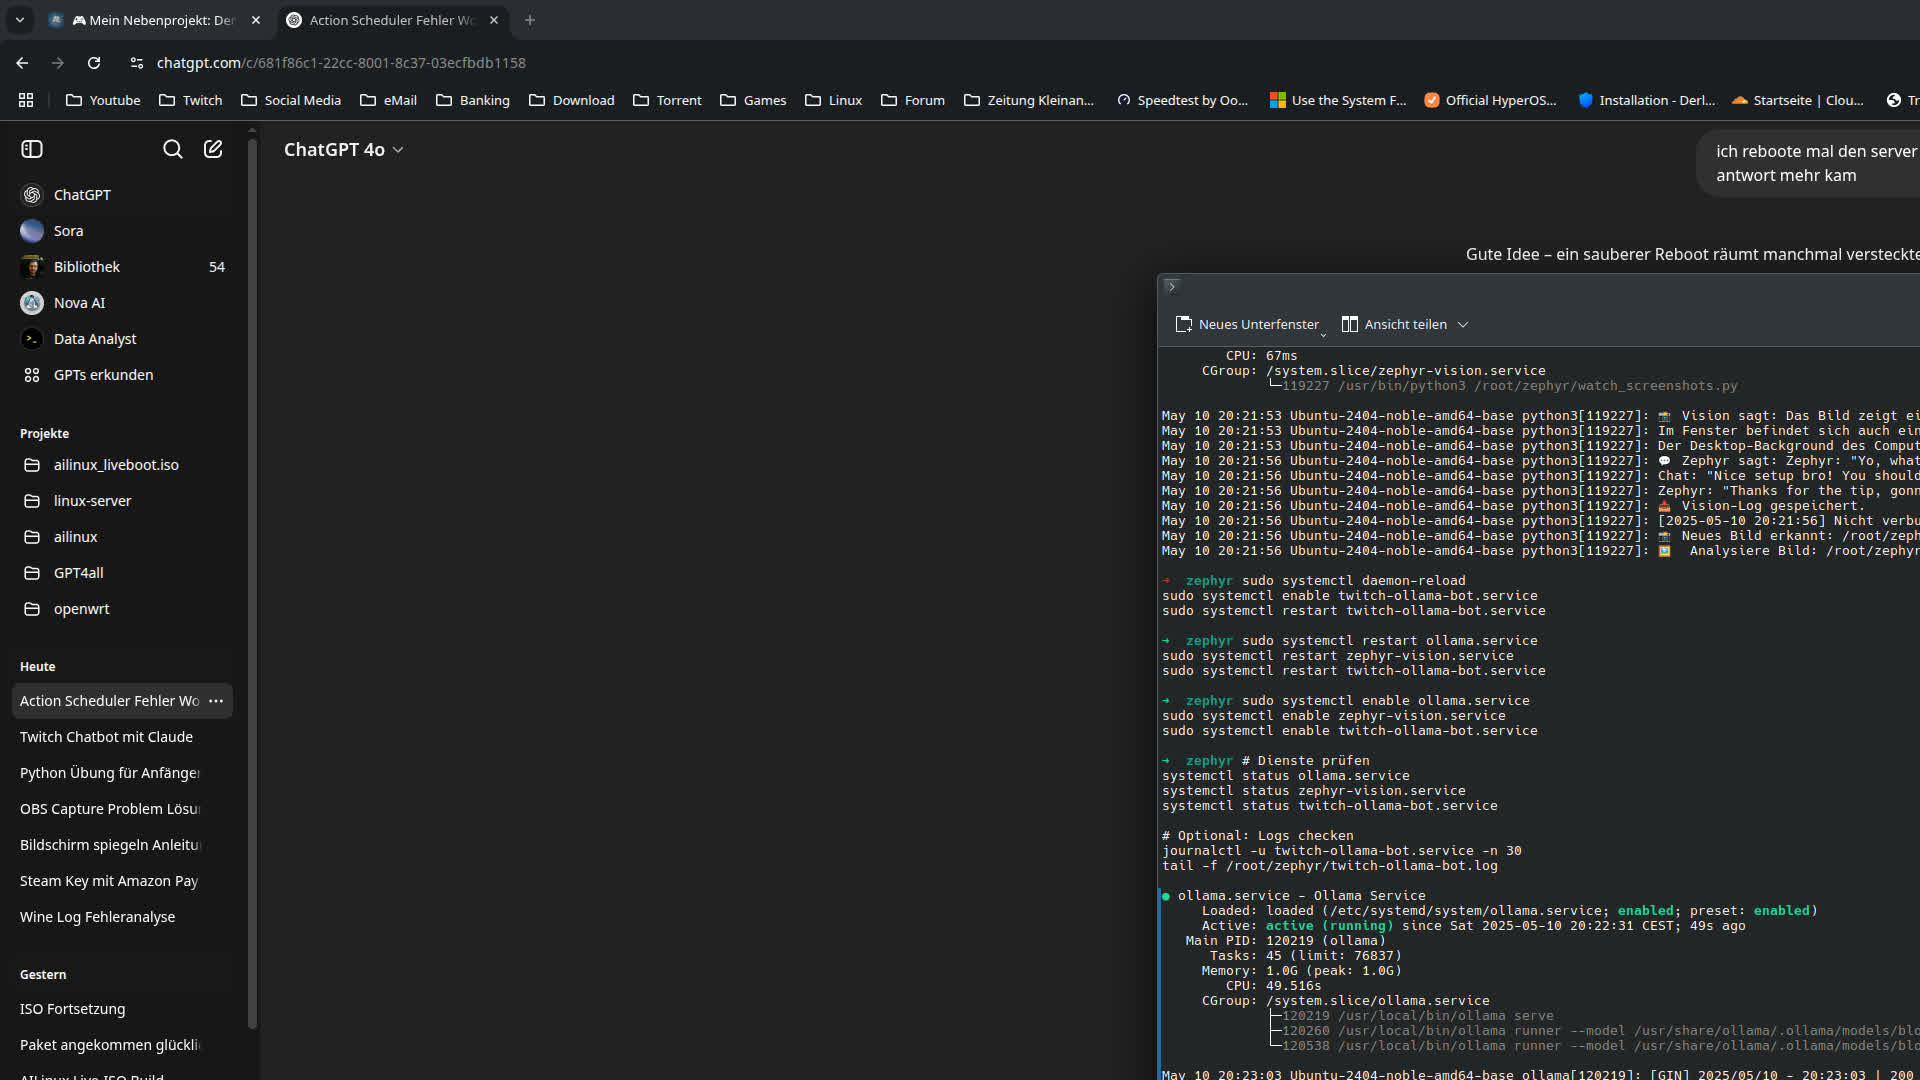 🎮 Mein Nebenprojekt: Der
Action Scheduler Fehler Wo
chatgpt.com/c/681f86c1-22cc-8001-8c37-03ecfbdb1158
Youtube
Twitch
Social Media
eMail
Banking
Download
Torrent
Games
Linux
Forum
Zeitung Kleinan...
Speedtest by Oo...
Use the System F...
Official HyperOS...
Installation - Derl...
Startseite | Clou...
ChatGPT 4o
ich reboote mal den server
antwort mehr kam
ChatGPT
Sora
Bibliothek 54
Nova AI
Data Analyst
GPTs erkunden
Projekte
ailinux_liveboot.iso
linux-server
ailinux
GPT4all
openwrt
Heute
Action Scheduler Fehler Wo
Twitch Chatbot mit Claude
Python Übung für Anfänger
OBS Capture Problem Lösu
Bildschirm spiegeln Anleitu
Steam Key mit Amazon Pay
Wine Log Fehleranalyse
Gestern
ISO Fortsetzung
Paket angekommen glückli
AILinux Live ISO Build
Gute Idee – ein sauberer Reboot räumt manchmal versteckte
Neues Unterfenster
Ansicht teilen
CPU: 67ms
CGroup: /system.slice/zephyr-vision.service
└─119227 /usr/bin/python3 /root/zephyr/watch_screenshots.py
May 10 20:21:53 Ubuntu-2404-noble-amd64-base python3[119227]: 📸 Vision sagt: Das Bild zeigt ei
May 10 20:21:53 Ubuntu-2404-noble-amd64-base python3[119227]: Im Fenster befindet sich auch ein
May 10 20:21:53 Ubuntu-2404-noble-amd64-base python3[119227]: Der Desktop-Background des Comput
May 10 20:21:56 Ubuntu-2404-noble-amd64-base python3[119227]: 💬 Zephyr sagt: Zephyr: "Yo, what
May 10 20:21:56 Ubuntu-2404-noble-amd64-base python3[119227]: Chat: "Nice setup bro! You should
May 10 20:21:56 Ubuntu-2404-noble-amd64-base python3[119227]: Zephyr: "Thanks for the tip, gonn
May 10 20:21:56 Ubuntu-2404-noble-amd64-base python3[119227]: 📥 Vision-Log gespeichert.
May 10 20:21:56 Ubuntu-2404-noble-amd64-base python3[119227]: [2025-05-10 20:21:56] Nicht verbu
May 10 20:21:56 Ubuntu-2404-noble-amd64-base python3[119227]: 📸 Neues Bild erkannt: /root/zeph
May 10 20:21:56 Ubuntu-2404-noble-amd64-base python3[119227]: 🖼️ Analysiere Bild: /root/zephyr
➜ zephyr sudo systemctl daemon-reload
sudo systemctl enable twitch-ollama-bot.service
sudo systemctl restart twitch-ollama-bot.service
➜ zephyr sudo systemctl restart ollama.service
sudo systemctl restart zephyr-vision.service
sudo systemctl restart twitch-ollama-bot.service
➜ zephyr sudo systemctl enable ollama.service
sudo systemctl enable zephyr-vision.service
sudo systemctl enable twitch-ollama-bot.service
➜ zephyr # Dienste prüfen
systemctl status ollama.service
systemctl status zephyr-vision.service
systemctl status twitch-ollama-bot.service
# Optional: Logs checken
journalctl -u twitch-ollama-bot.service -n 30
tail -f /root/zephyr/twitch-ollama-bot.log
● ollama.service - Ollama Service
Loaded: loaded (/etc/systemd/system/ollama.service; enabled; preset: enabled)
Active: active (running) since Sat 2025-05-10 20:22:31 CEST; 49s ago
Main PID: 120219 (ollama)
Tasks: 45 (limit: 76837)
Memory: 1.0G (peak: 1.0G)
CPU: 49.516s
CGroup: /system.slice/ollama.service
├─120219 /usr/local/bin/ollama serve
├─120260 /usr/local/bin/ollama runner --model /usr/share/ollama/.ollama/models/blo
└─120538 /usr/local/bin/ollama runner --model /usr/share/ollama/.ollama/models/blo
May 10 20:23:03 Ubuntu-2404-noble-amd64-base ollama[120219]: [GIN] 2025/05/10 - 20:23:03 | 200